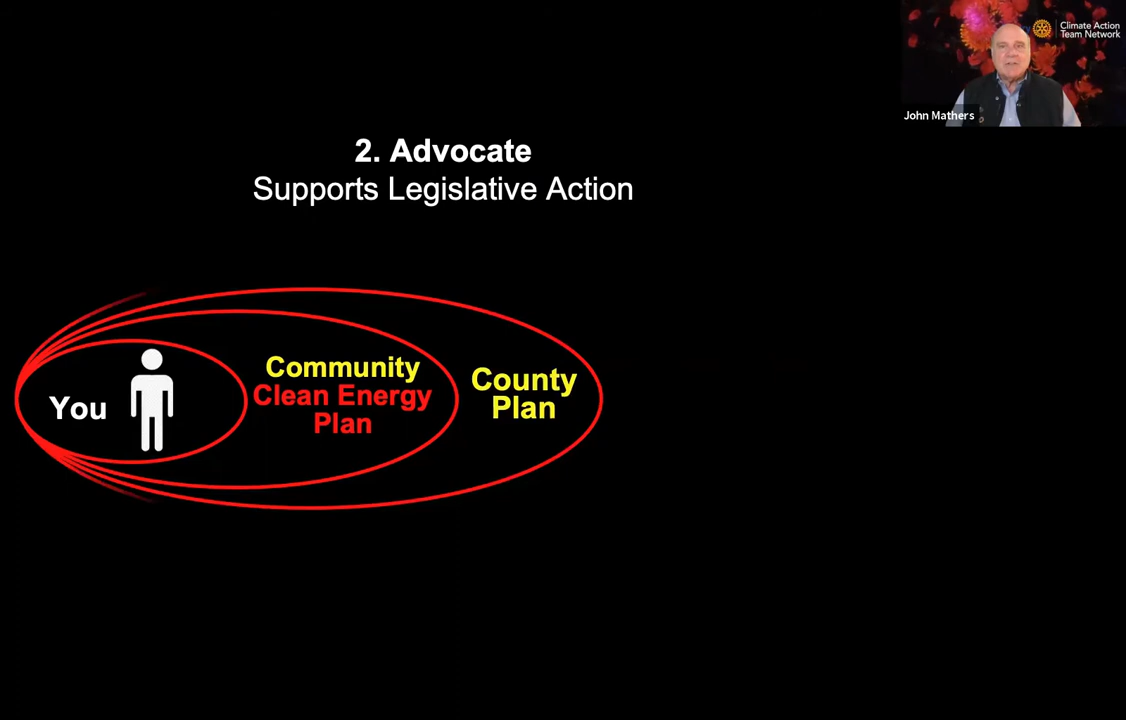 Climate Action
Team Network
John Mathers
2. Advocate
Supports Legislative Action
You
Community
Clean Energy
Plan
County
Plan